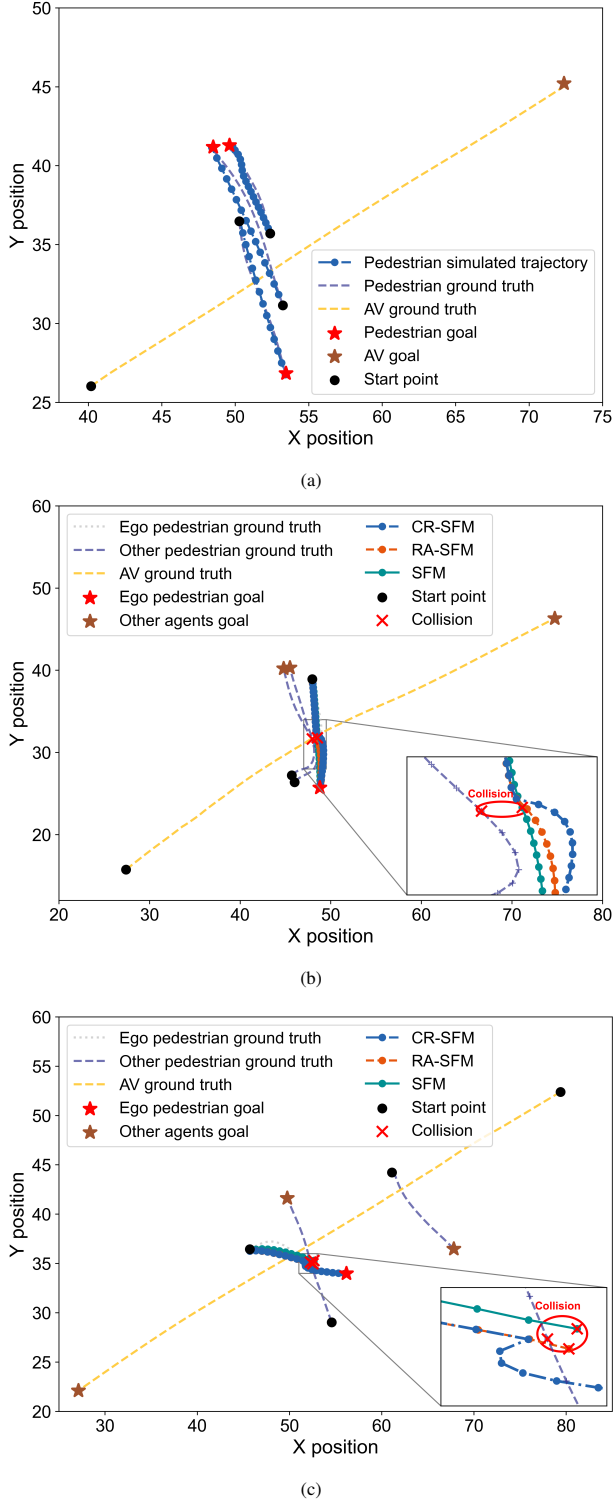 50
45
40
35
30
25
Y position
Pedestrian simulated trajectory
Pedestrian ground truth
AV ground truth
Pedestrian goal
AV goal
Start point
40 45 50 55 60 65 70 75
X position
(a)
60
50
40
30
20
Y position
Ego pedestrian ground truth
Other pedestrian ground truth
AV ground truth
Ego pedestrian goal
Other agents goal
CR-SFM
RA-SFM
SFM
Start point
Collision
Collision
20 30 40 50 60 70 80
X position
(b)
60
55
50
45
40
35
30
25
20
Y position
Ego pedestrian ground truth
Other pedestrian ground truth
AV ground truth
Ego pedestrian goal
Other agents goal
CR-SFM
RA-SFM
SFM
Start point
Collision
Collision
30 40 50 60 70 80
X position
(c)